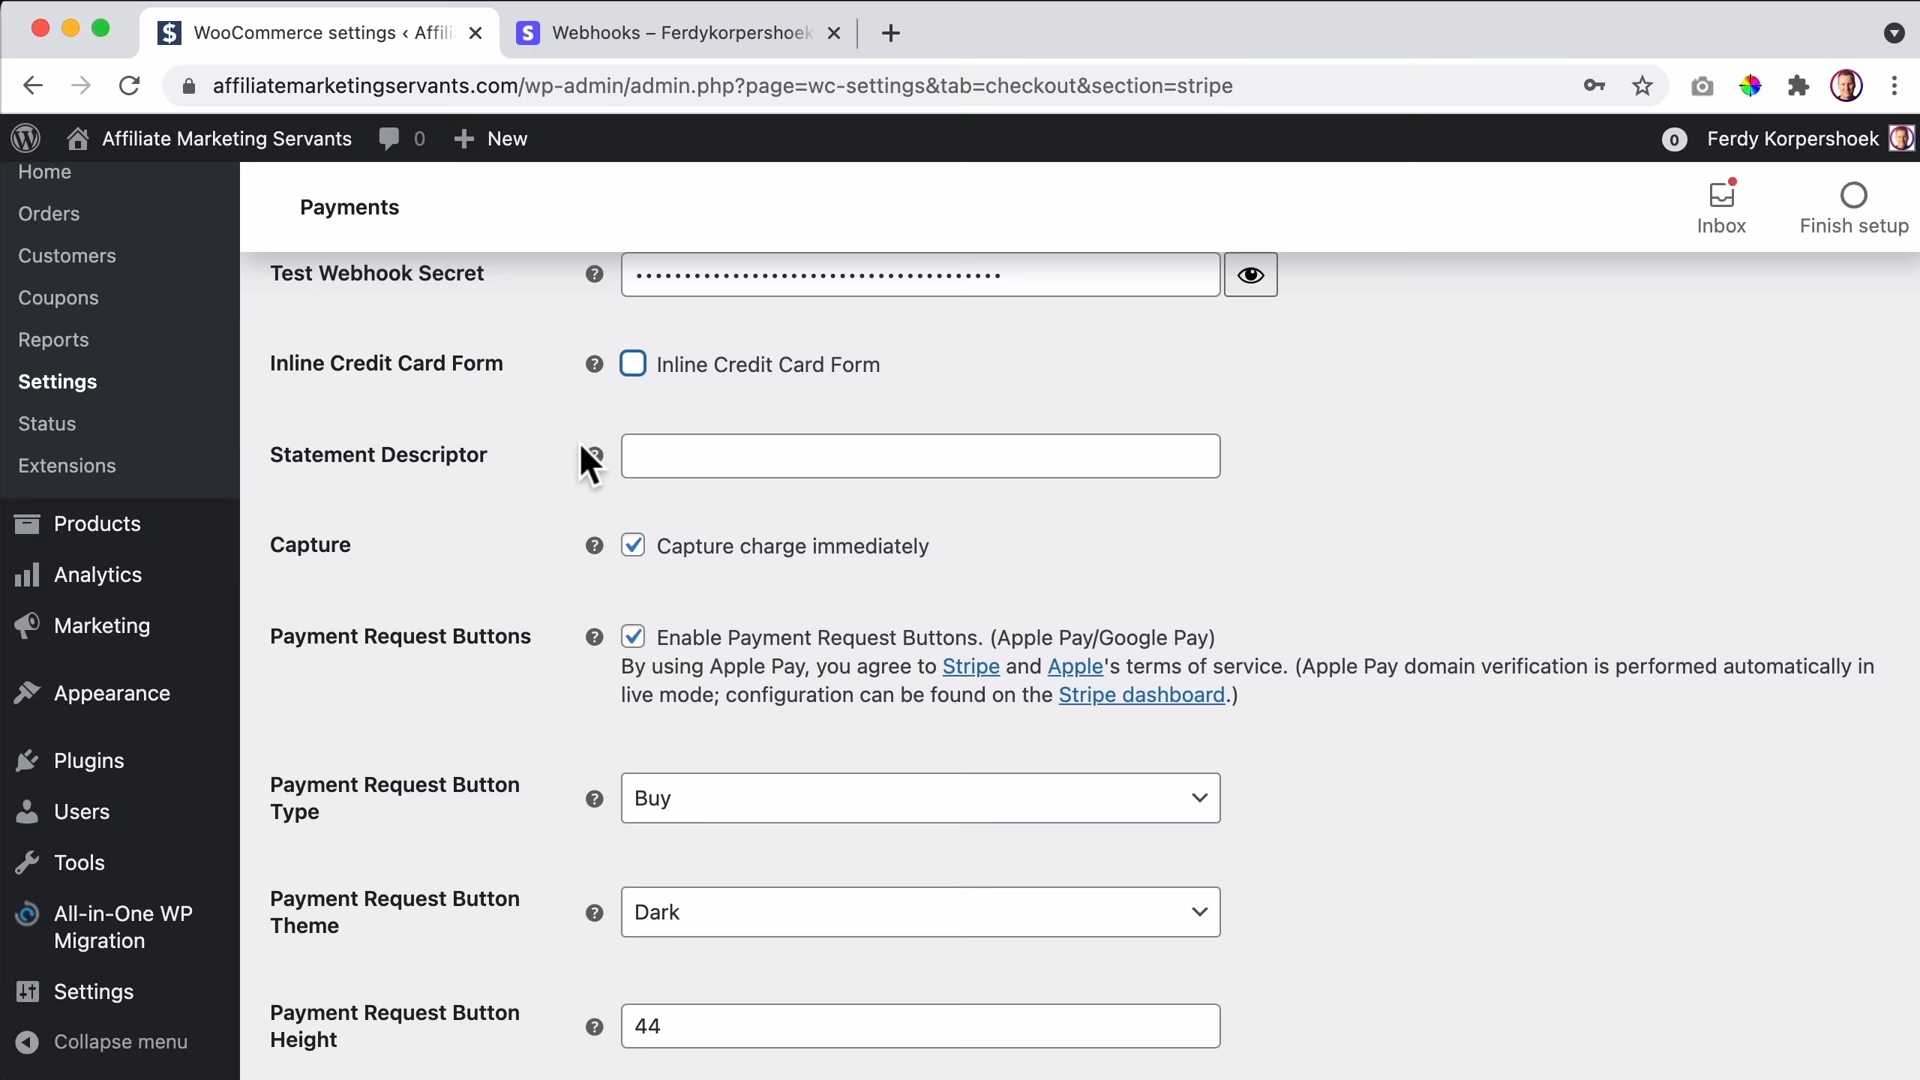 WooCommerce settings ‹ Affili
Webhooks – Ferdykorpershoek
affiliatemarketingservants.com/wp-admin/admin.php?page=wc-settings&tab=checkout&section=stripe
Affiliate Marketing Servants
0
New
0
Ferdy Korpershoek
Home
Orders
Customers
Coupons
Reports
Settings
Status
Extensions
Products
Analytics
Marketing
Appearance
Plugins
Users
Tools
All-in-One WP
Migration
Settings
Collapse menu
Payments
Inbox
Finish setup
Test Webhook Secret
Inline Credit Card Form
Inline Credit Card Form
Statement Descriptor
Capture
Capture charge immediately
Payment Request Buttons
Enable Payment Request Buttons. (Apple Pay/Google Pay)
By using Apple Pay, you agree to Stripe and Apple's terms of service. (Apple Pay domain verification is performed automatically in
live mode; configuration can be found on the Stripe dashboard.)
Payment Request Button
Type
Buy
Payment Request Button
Theme
Dark
Payment Request Button
Height
44